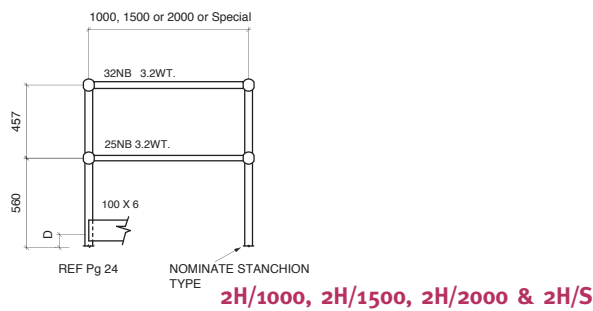 1000, 1500 or 2000 or Special
32NB 3.2WT.
457
25NB 3.2WT.
560
100 X 6
D
REF Pg 24
NOMINATE STANCHION
TYPE
2H/1000, 2H/1500, 2H/2000 & 2H/S